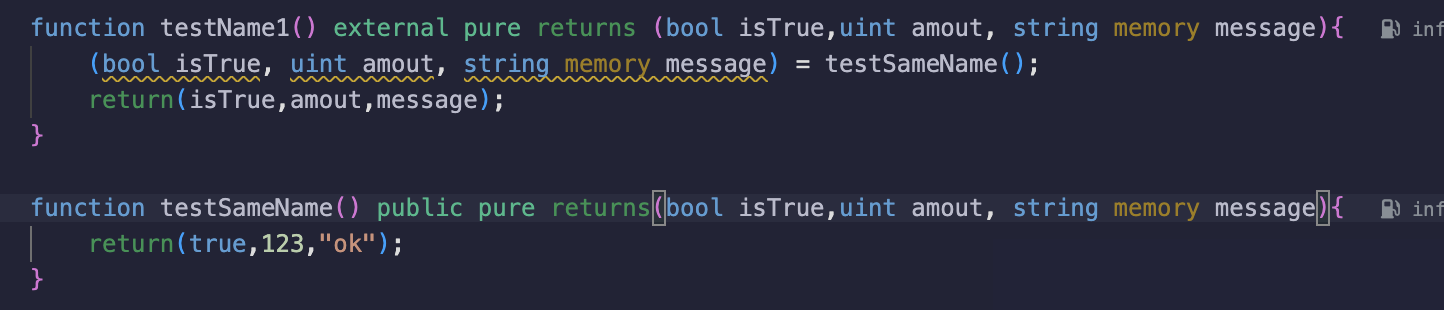 function testName1() external pure returns (bool isTrue,uint amout, string memory message){ inf
(bool isTrue, uint amout, string memory message) = testSameName();
return(isTrue,amout,message);
}
function testSameName() public pure returns(bool isTrue,uint amout, string memory message){ inf
return(true,123,"ok");
}